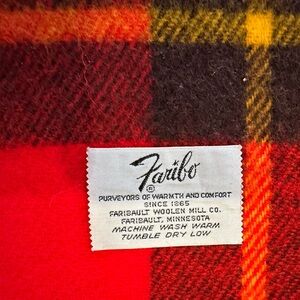 Faribo
®
PURVEYORS OF WARMTH AND COMFORT
SINCE 1865
FARIBAULT WOOLEN MILL CO.
FARIBAULT, MINNESOTA
MACHINE WASH WARM
TUMBLE DRY LOW